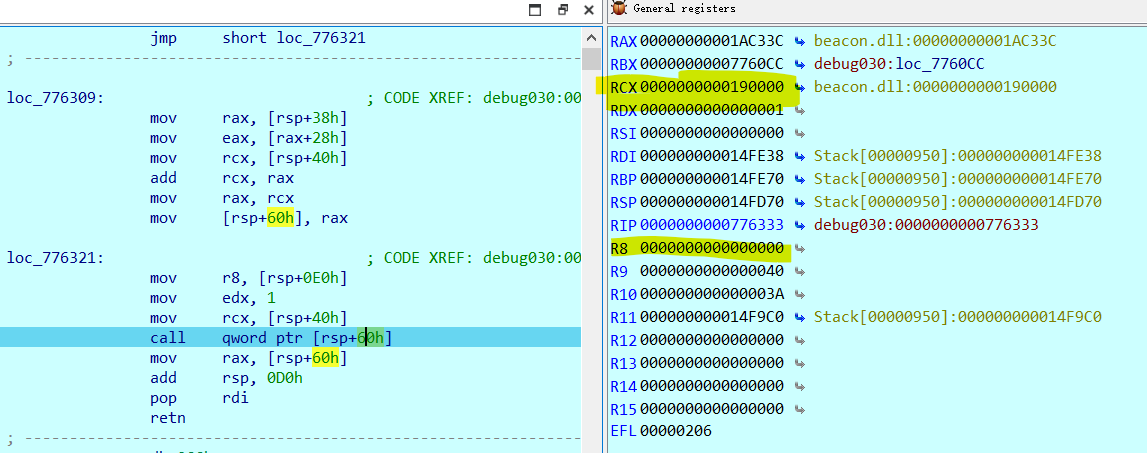 jmp short loc_776321
; ---------------------------------------------------------
loc_776309: ; CODE XREF: debug030:00
mov rax, [rsp+38h]
mov eax, [rax+28h]
mov rcx, [rsp+40h]
add rcx, rax
mov rax, rcx
mov [rsp+60h], rax
loc_776321: ; CODE XREF: debug030:00
mov r8, [rsp+0E0h]
mov edx, 1
mov rcx, [rsp+40h]
call qword ptr [rsp+60h]
mov rax, [rsp+60h]
add rsp, 0D0h
pop rdi
retn
; ---------------------------------------------------------
General registers
RAX 00000000001AC33C beacon.dll:00000000001AC33C
RBX 00000000007760CC debug030:loc_7760CC
RCX 0000000000190000 beacon.dll:0000000000190000
RDX 0000000000000001
RSI 0000000000000000
RDI 000000000014FE38 Stack[00000950]:000000000014FE38
RBP 000000000014FE70 Stack[00000950]:000000000014FE70
RSP 000000000014FD70 Stack[00000950]:000000000014FD70
RIP 0000000000776333 debug030:0000000000776333
R8 0000000000000000
R9 0000000000000040
R10 000000000000003A
R11 000000000014F9C0 Stack[00000950]:000000000014F9C0
R12 0000000000000000
R13 0000000000000000
R14 0000000000000000
R15 0000000000000000
EFL 00000206